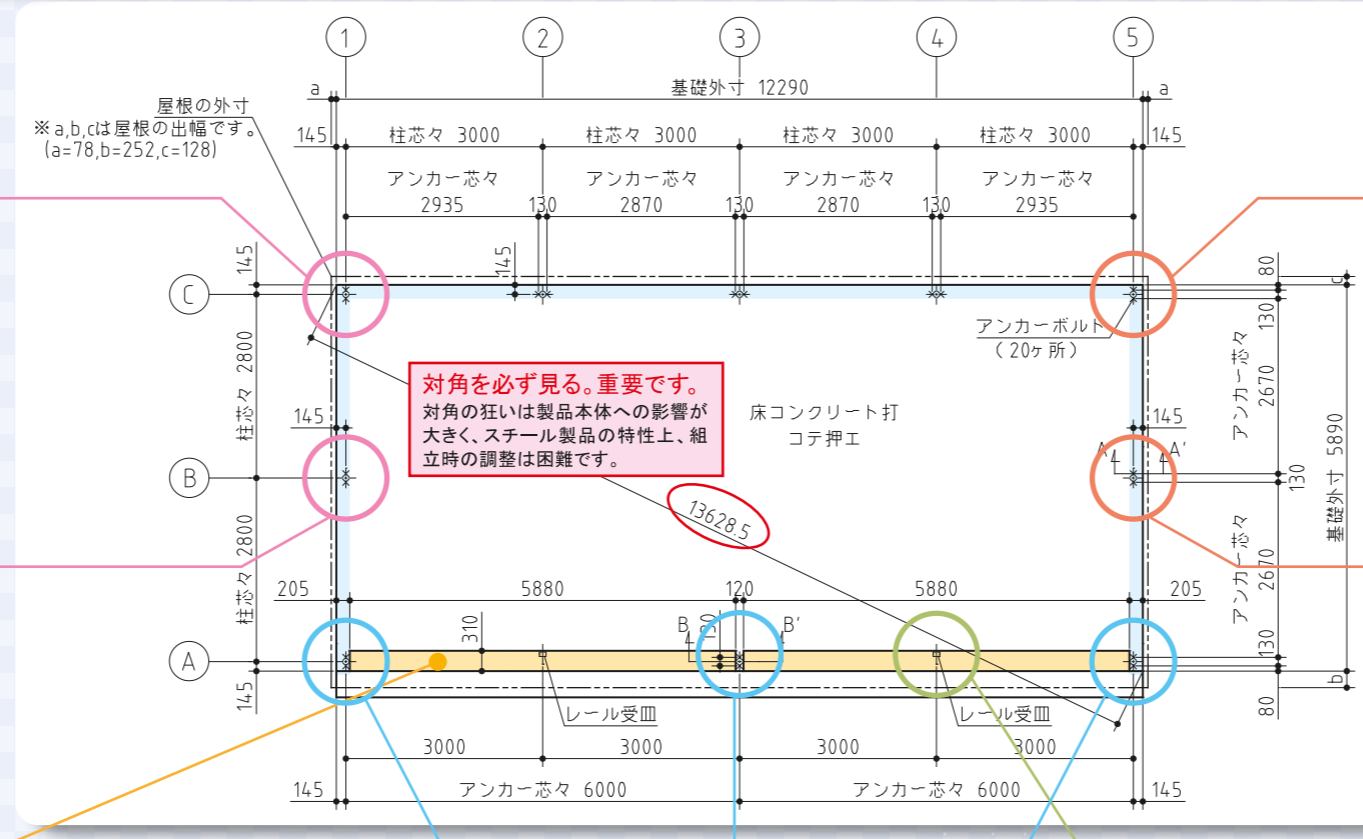 1 2 3 4 5
a 基礎外寸 12290 a
屋根の外寸
※a,b,cは屋根の出幅です。
(a=78,b=252,c=128)
145 柱芯々 3000 柱芯々 3000 柱芯々 3000 柱芯々 3000 145
アンカー芯々 アンカー芯々 アンカー芯々 アンカー芯々
2935 130 2870 130 2870 130 2935
145 145 80
C c
アンカーボルト
(20ヶ所)
130
柱芯々 2800
アンカー芯々 2670
対角を必ず見る。重要です。
対角の狂いは製品本体への影響が
大きく、スチール製品の特性上、組
立時の調整は困難です。
床コンクリート打
コテ押エ
145 145
A A'
B
130
基礎外寸 5890
13628.5
柱芯々 2800
アンカー芯々 2670
205 5880 120 5880 205
310 130 B B' 130
A
145 b
80
レール受皿 レール受皿
3000 3000 3000 3000
145 アンカー芯々 6000 アンカー芯々 6000 145